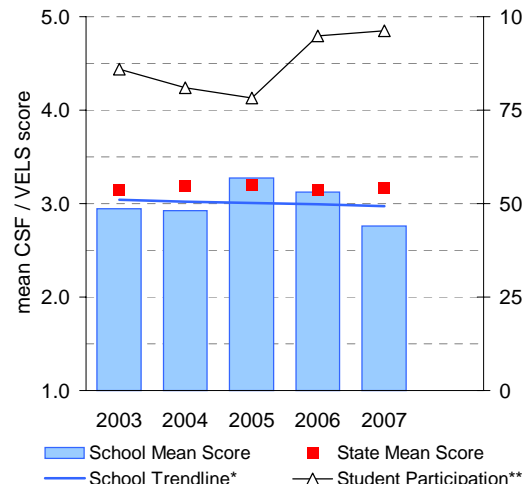 mean CSF / VELS score
5.0
4.0
3.0
2.0
1.0
10
75
50
25
0
2003 2004 2005 2006 2007
School Mean Score State Mean Score
School Trendline* Student Participation**